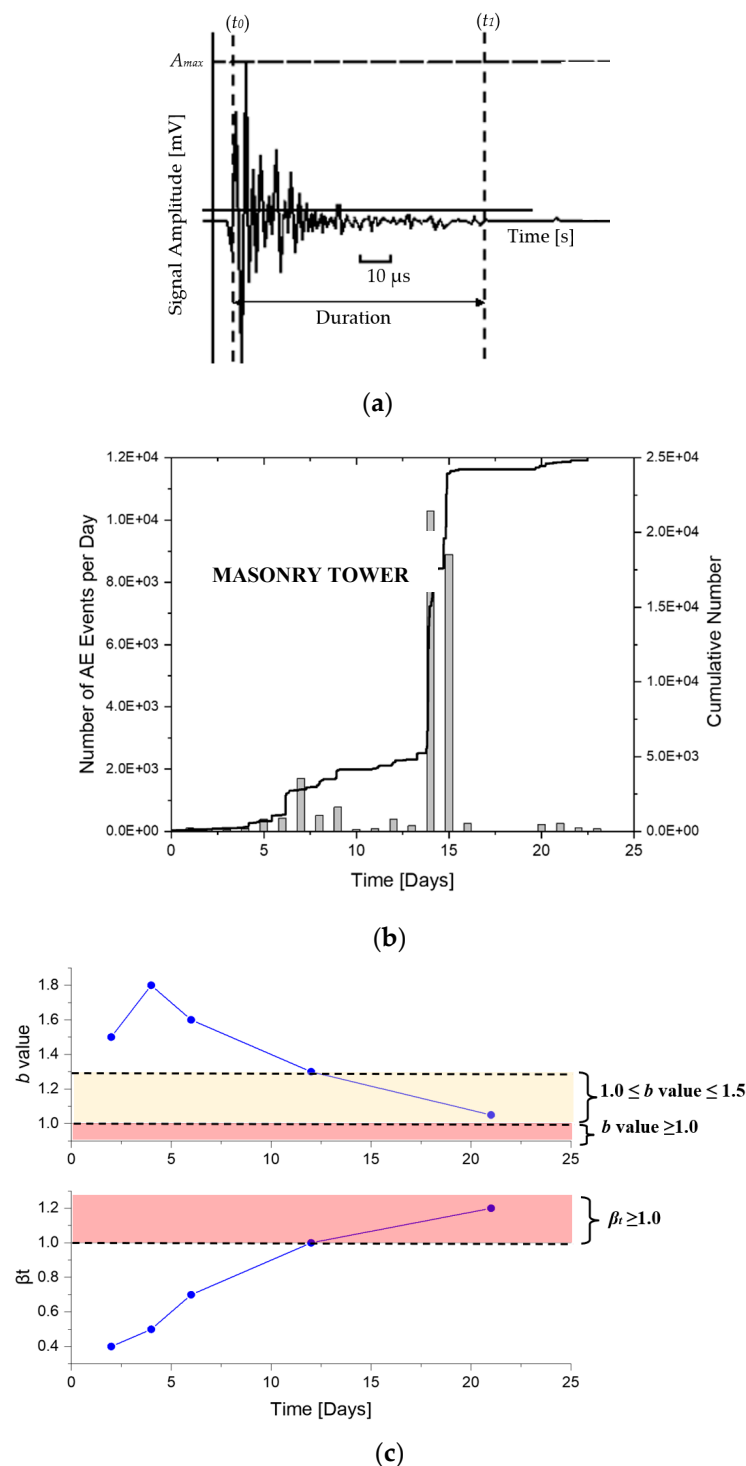 (t0)
(t1)
Amax
Signal Amplitude [mV]
Time [s]
10 μs
Duration
(a)
1.2E+04
1.0E+04
8.0E+03
6.0E+03
4.0E+03
2.0E+03
0.0E+00
Number of AE Events per Day
MASONRY TOWER
2.5E+04
2.0E+04
1.5E+04
1.0E+04
5.0E+03
0.0E+00
Cumulative Number
0 5 10 15 20 25
Time [Days]
(b)
1.8
1.6
1.4
1.2
1.0
b value
1.0 ≤ b value ≤ 1.5
b value ≥1.0
0 5 10 15 20 25
1.2
1.0
0.8
0.6
0.4
βt
βt ≥1.0
0 5 10 15 20 25
Time [Days]
(c)